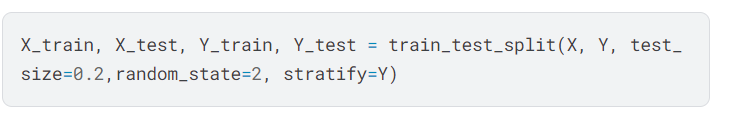 X_train, X_test, Y_train, Y_test = train_test_split(X, Y, test_
size=0.2,random_state=2, stratify=Y)